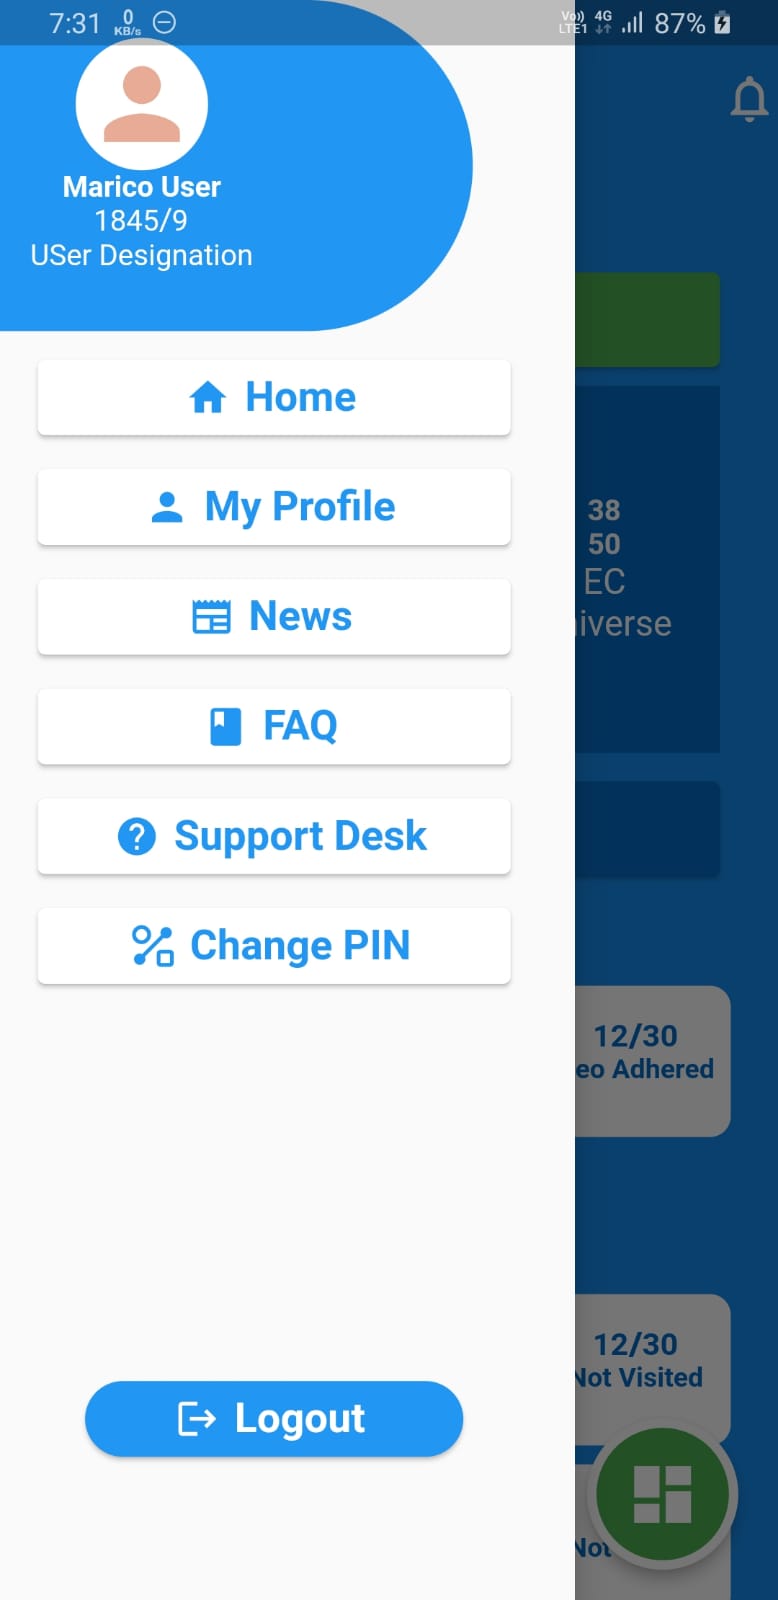 7:31 0 KB/s Vo)) LTE1 4G 87%
Marico User
1845/9
USer Designation
Home
My Profile
News
FAQ
Support Desk
Change PIN
38
50
EC
iverse
12/30
eo Adhered
12/30
Not Visited
Not
Logout